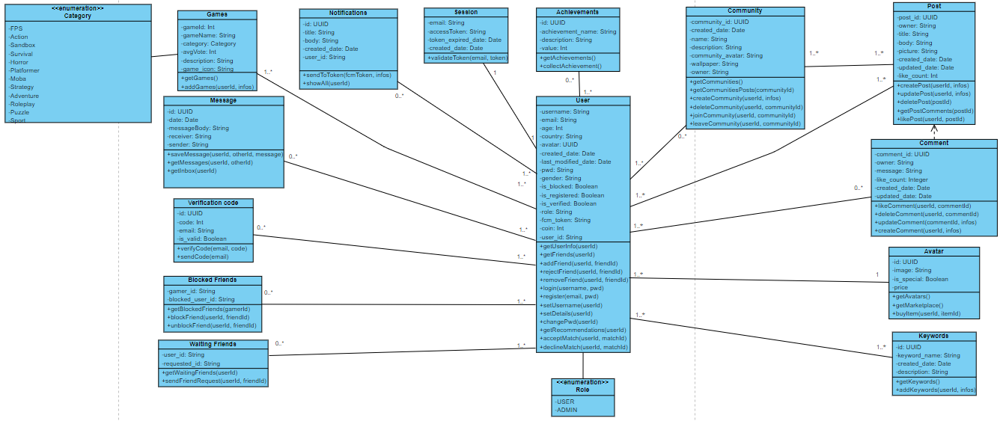 <<enumeration>>
Category
-FPS
-Action
-Sandbox
-Survival
-Horror
-Platformer
-Moba
-Strategy
-Adventure
-Roleplay
-Puzzle
-Sport
Games
-gameId: Int
-gameName: String
-category: Category
-avgVote: Int
-description: String
-game_icon: String
+getGames()
+addGames(userId, infos)
1..*
Notifications
-id: UUID
-title: String
-body: String
-created_date: Date
-user_id: String
+sendToToken(fcmToken, infos)
+showAll(userId)
0..*
Session
-email: String
-accessToken: String
-token_expired_date: Date
-created_date: Date
+validateToken(email, token)
1
Achievements
-id: UUID
-achievement_name: String
-description: String
-value: Int
+getAchievements()
+collectAchievement()
0..*
1..*
Community
-community_id: UUID
-created_date: Date
-name: String
-description: String
-community_avatar: String
-wallpaper: String
-owner: String
+getCommunities()
+getCommunitiesPosts(communityId)
+createCommunity(userId, infos)
+deleteCommunity(userId, communityId)
+joinCommunity(userId, communityId)
+leaveCommunity(userId, communityId)
1..*
1..*
0..*
Post
-post_id: UUID
-owner: String
-title: String
-body: String
-picture: String
-created_date: Date
-updated_date: Date
-like_count: Int
+createPost(userId, infos)
+updatePost(userId, infos)
+deletePost(postId)
+getPostComments(postId)
+likePost(userId, postId)
1..*
Message
-id: UUID
-date: Date
-messageBody: String
-receiver: String
-sender: String
+saveMessage(userId, otherId, message)
+getMessages(userId, otherId)
+getInbox(userId)
0..*
User
-username: String
-email: String
-age: Int
-country: String
-avatar: UUID
-created_date: Date
-last_modified_date: Date
-pwd: String
-gender: String
-is_blocked: Boolean
-is_registered: Boolean
-is_verified: Boolean
-role: String
-fcm_token: String
-coin: Int
-user_id: String
+getUserInfo(userId)
+getFriends(userId)
+addFriend(userId, friendId)
+rejectFriend(userId, friendId)
+removeFriend(userId, friendId)
+login(username, pwd)
+register(email, pwd)
+setUsername(userId)
+setDetails(userId)
+changePwd(userId)
+getRecommendations(userId)
+acceptMatch(userId, matchId)
+declineMatch(userId, matchId)
1
1..*
1..*
1..*
1..*
1..*
1..*
1..*
1..*
1..*
1..*
1..*
Comment
-comment_id: UUID
-owner: String
-message: String
-like_count: Integer
-created_date: Date
-updated_date: Date
+likeComment(userId, commentId)
+deleteComment(userId, commentId)
+updateComment(commentId, infos)
+createComment(userId, infos)
0..*
Verification code
-id: UUID
-code: Int
-email: String
-is_valid: Boolean
+verifyCode(email, code)
+sendCode(email)
0..*
Avatar
-id: UUID
-image: String
-is_special: Boolean
-price
+getAvatars()
+getMarketplace()
+buyItem(userId, itemId)
1
Blocked Friends
-gamer_id: String
-blocked_user_id: String
+getBlockedFriends(gamerId)
+blockFriend(userId, friendId)
+unblockFriend(userId, friendId)
0..*
Waiting Friends
-user_id: String
-requested_id: String
+getWaitingFriends(userId)
+sendFriendRequest(userId, friendId)
0..*
Keywords
-id: UUID
-keyword_name: String
-created_date: Date
-description: String
+getKeywords()
+addKeywords(userId, infos)
1..*
<<enumeration>>
Role
-USER
-ADMIN